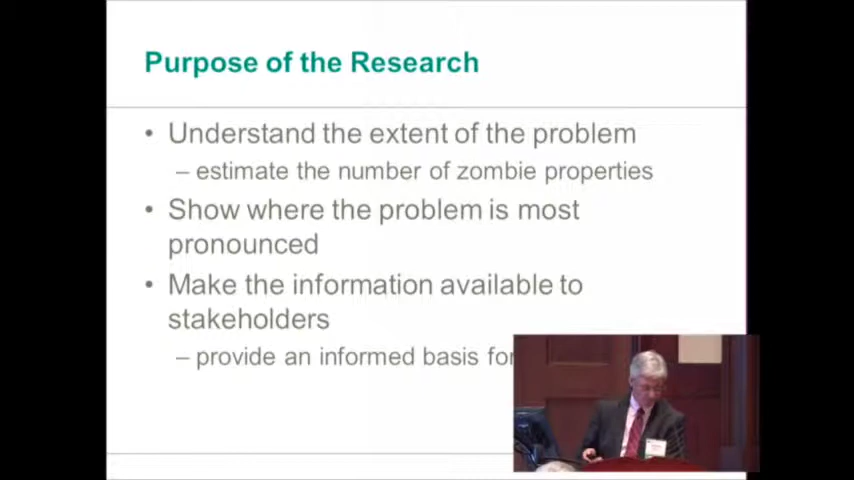 Purpose of the Research
• Understand the extent of the problem
– estimate the number of zombie properties
• Show where the problem is most
pronounced
• Make the information available to
stakeholders
– provide an informed basis for